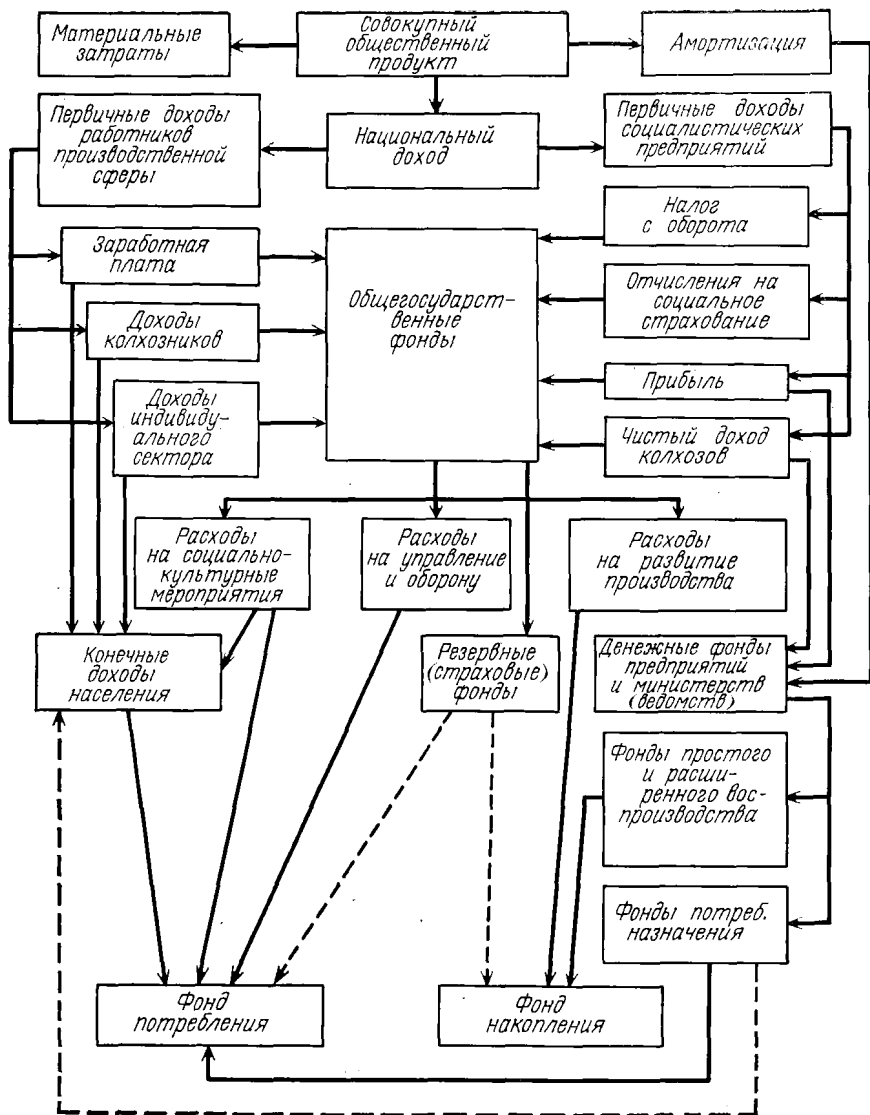 Материальные
затраты
Совокупный
общественный
продукт
Амортизация
Первичные доходы
работников
производственной
сферы
Национальный
доход
Первичные доходы
социалистических
предприятий
Налог
с оборота
Заработная
плата
Общегосударст-
венные
фонды
Отчисления на
социальное
страхование
Доходы
колхозников
Прибыль
Доходы
индивиду-
ального
сектора
Чистый доход
колхозов
Расходы
на социально-
культурные
мероприятия
Расходы
на управление
и оборону
Расходы
на развитие
производства
Конечные
доходы
населения
Резервные
(страховые)
фонды
Денежные фонды
предприятий
и министерств
(ведомств)
Фонды простого
и расши-
ренного вос-
производства
Фонды потреб.
назначения
Фонд
потребления
Фонд
накопления